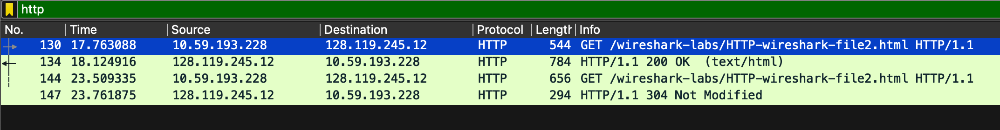 http
No. Time Source Destination Protocol Length Info
130 17.763088 10.59.193.228 128.119.245.12 HTTP 544 GET /wireshark-labs/HTTP-wireshark-file2.html HTTP/1.1
134 18.124916 128.119.245.12 10.59.193.228 HTTP 784 HTTP/1.1 200 OK  (text/html)
144 23.509335 10.59.193.228 128.119.245.12 HTTP 656 GET /wireshark-labs/HTTP-wireshark-file2.html HTTP/1.1
147 23.761875 128.119.245.12 10.59.193.228 HTTP 294 HTTP/1.1 304 Not Modified